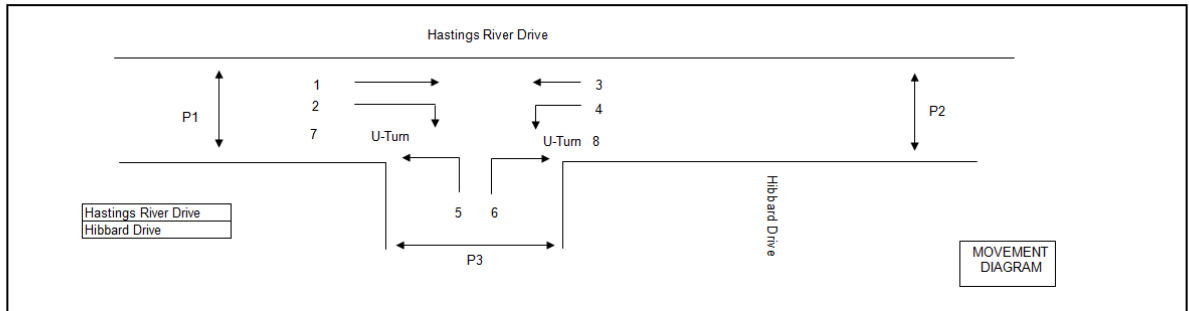 Hastings River Drive
1
3
2
4
P1
P2
7
U-Turn
U-Turn 8
Hibbard Drive
5
6
Hastings River Drive
Hibbard Drive
P3
MOVEMENT
DIAGRAM